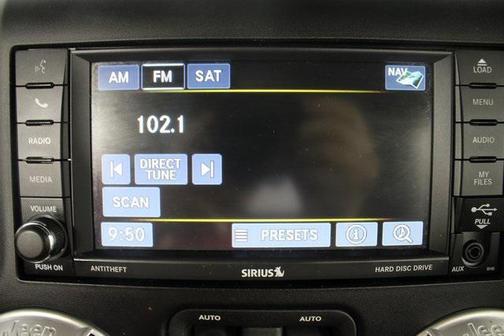 AM FM SAT NAV
LOAD
MENU
102.1
RADIO
AUDIO
DIRECT
TUNE
MEDIA
MY
FILES
SCAN
VOLUME
9:50 PRESETS
PULL
PUSH ON
ANTITHEFT SIRIUS HARD DISC DRIVE AUX
AUTO AUTO
Jeep